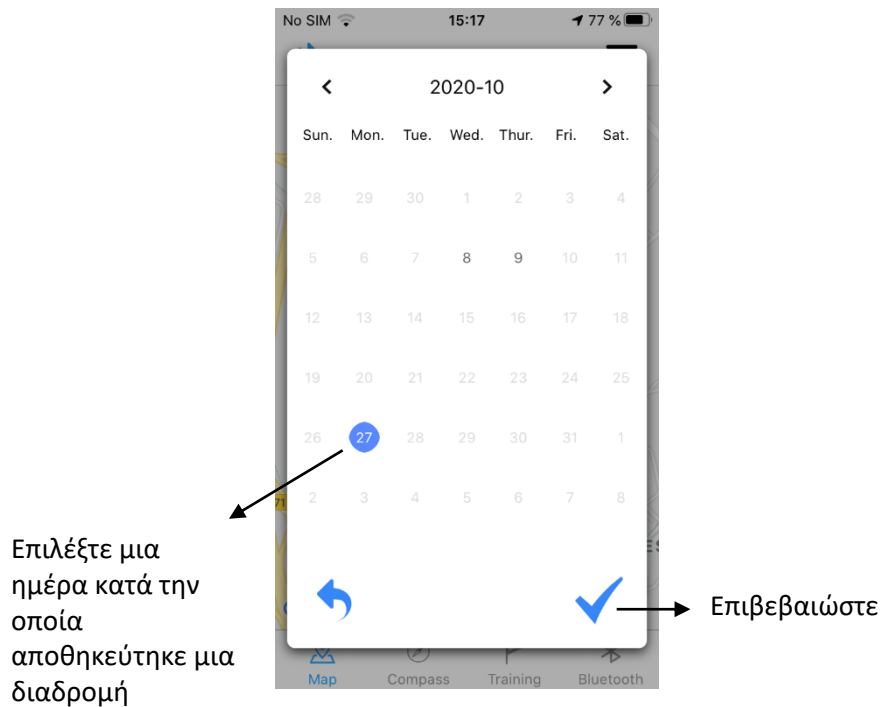 No SIM 15:17 77 %
2020-10
Sun. Mon. Tue. Wed. Thur. Fri. Sat.
28 29 30 1 2 3 4
5 6 7 8 9 10 11
12 13 14 15 16 17 18
19 20 21 22 23 24 25
26 27 28 29 30 31 1
2 3 4 5 6 7 8
71
Επιλέξτε μια
ημέρα κατά την
οποία
αποθηκεύτηκε μια
διαδρομή
Επιβεβαιώστε
Map Compass Training Bluetooth